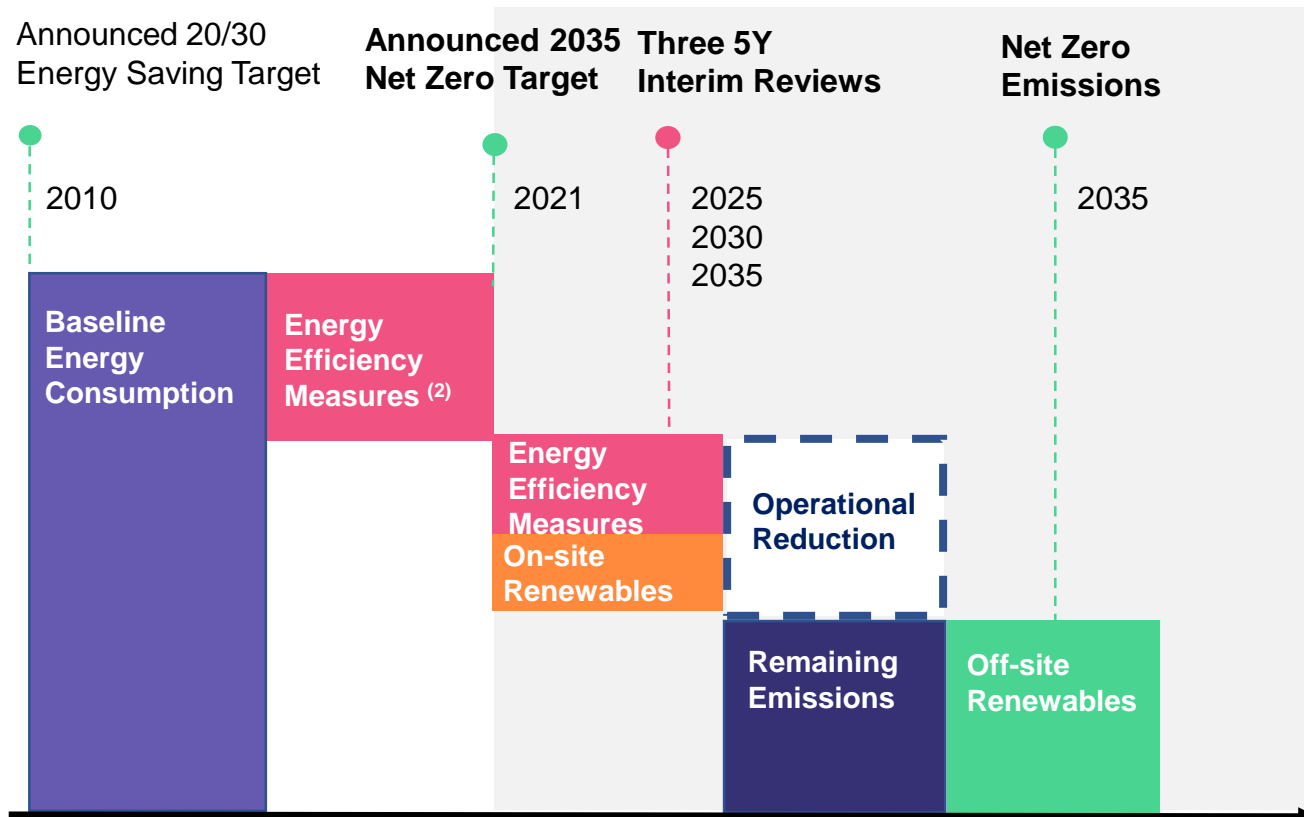 Announced 20/30
Energy Saving Target
Announced 2035
Net Zero Target
Three 5Y
Interim Reviews
Net Zero
Emissions
2010
2021
2025
2030
2035
2035
Baseline
Energy
Consumption
Energy
Efficiency
Measures (2)
Energy
Efficiency
Measures
On-site
Renewables
Operational
Reduction
Remaining
Emissions
Off-site
Renewables